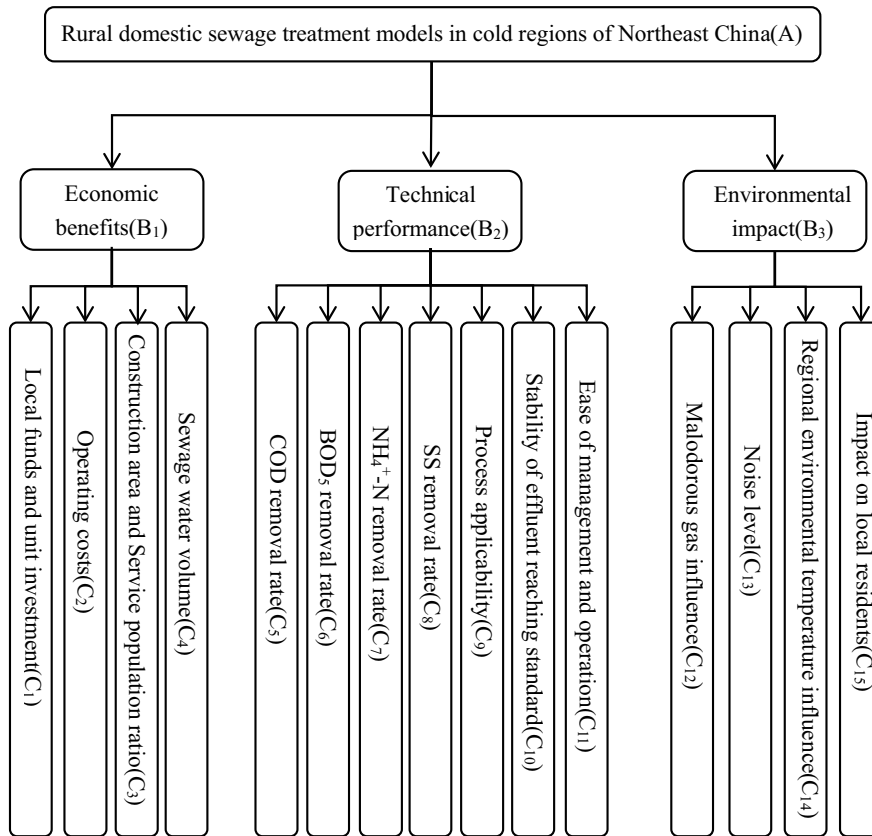 Rural domestic sewage treatment models in cold regions of Northeast China(A)
Economic
benefits(B₁)
Technical
performance(B₂)
Environmental
impact(B₃)
Local funds and unit investment(C₁)
Operating costs(C₂)
Construction area and Service population ratio(C₃)
Sewage water volume(C₄)
COD removal rate(C₅)
BOD₅ removal rate(C₆)
NH₄⁺-N removal rate(C₇)
SS removal rate(C₈)
Process applicability(C₉)
Stability of effluent reaching standard(C₁₀)
Ease of management and operation(C₁₁)
Malodorous gas influence(C₁₂)
Noise level(C₁₃)
Regional environmental temperature influence(C₁₄)
Impact on local residents(C₁₅)